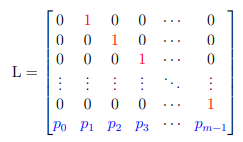 0 1 0 0 ⋯ 0
0 0 1 0 ⋯ 0
L = 0 0 0 1 ⋯ 0
⋮ ⋮ ⋮ ⋮ ⋱ ⋮
0 0 0 0 ⋯ 1
p₀ p₁ p₂ p₃ ⋯ pₘ₋₁